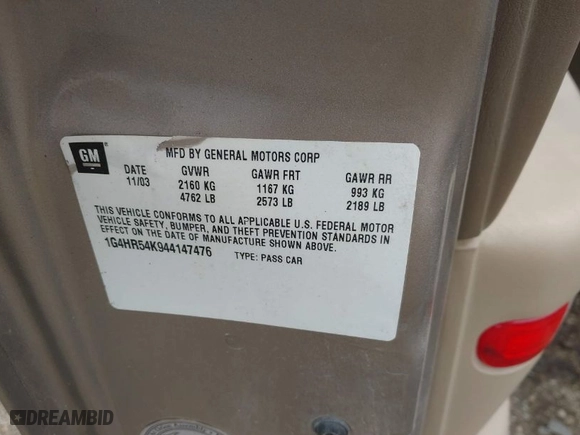 GM
MFD BY GENERAL MOTORS CORP
DATE GVWR GAWR FRT GAWR RR
11/03 2160 KG 1167 KG 993 KG
4762 LB 2573 LB 2189 LB
THIS VEHICLE CONFORMS TO ALL APPLICABLE U.S. FEDERAL MOTOR
VEHICLE SAFETY, BUMPER, AND THEFT PREVENTION STANDARDS IN
EFFECT ON THE DATE OF MANUFACTURE SHOWN ABOVE.
1G4HR54K944147476 TYPE: PASS CAR
DREAMBID